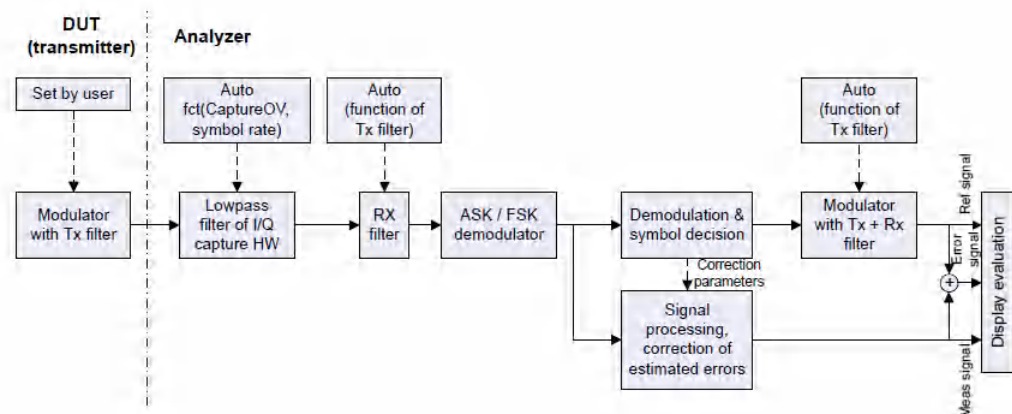 DUT
(transmitter)
Analyzer
Set by user
Auto
fct(CaptureOV,
symbol rate)
Auto
(function of
Tx filter)
Auto
(function of
Tx filter)
Modulator
with Tx filter
Lowpass
filter of I/Q
capture HW
RX
filter
ASK / FSK
demodulator
Demodulation &
symbol decision
Modulator
with Tx + Rx
filter
Correction
parameters
Signal
processing,
correction of
estimated errors
Ref signal
Error
signal
+
Meas signal
Display evaluation